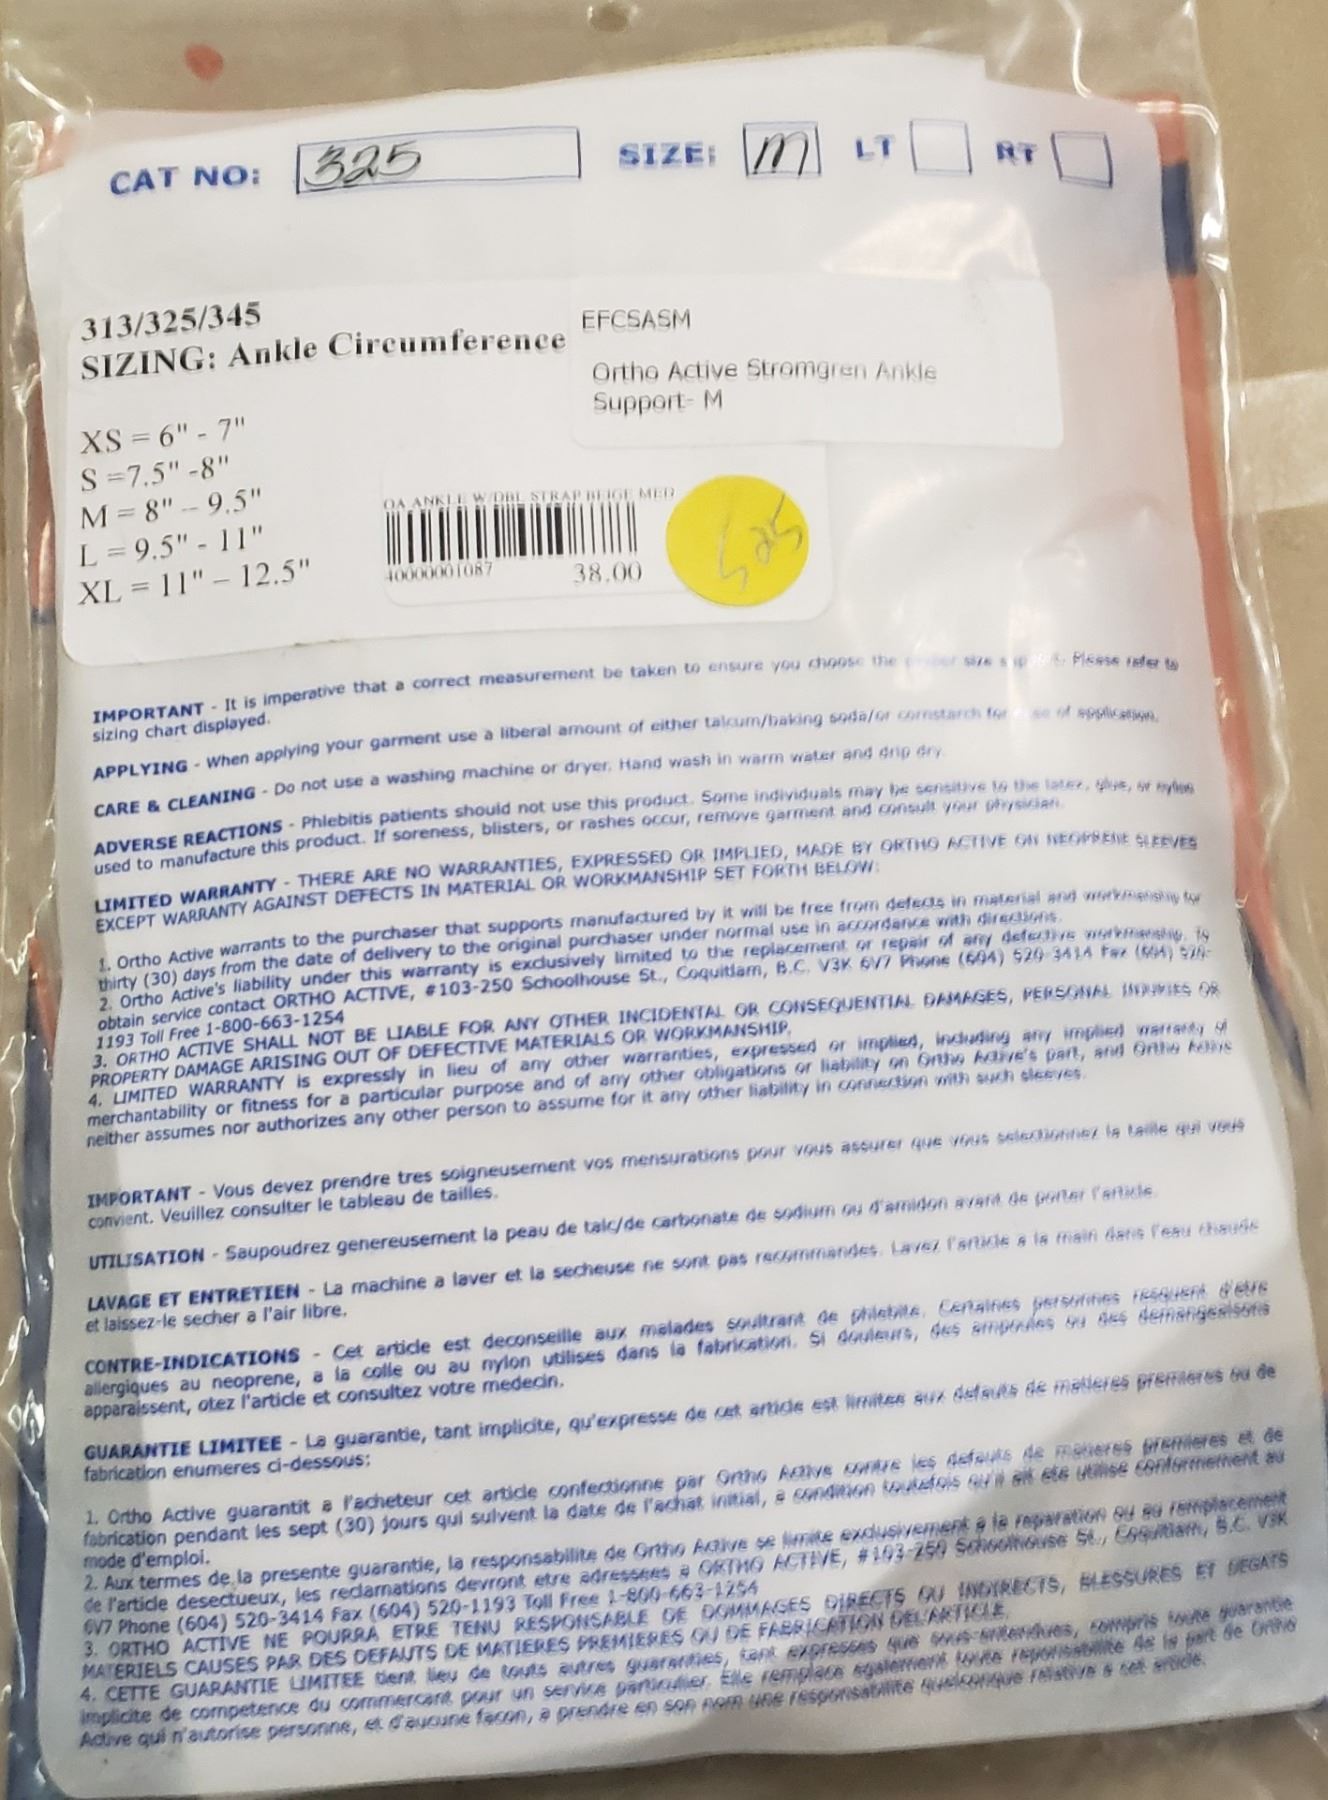 CAT NO: 325 SIZE: M LT RT
313/325/345
SIZING: Ankle Circumference
XS = 6" - 7"
S =7.5" -8"
M = 8" – 9.5"
L = 9.5" - 11"
XL = 11" – 12.5"
EFCSASM
Ortho Active Stromgren Ankle
Support- M
OA ANKLE W/DBL STRAP BEIGE MED
40000001087 38.00
IMPORTANT - It is imperative that a correct measurement be taken to ensure you choose the proper size support. Please refer to
sizing chart displayed.
APPLYING - When applying your garment use a liberal amount of either talcum/baking soda/or cornstarch for ease of application.
CARE & CLEANING - Do not use a washing machine or dryer. Hand wash in warm water and drip dry.
ADVERSE REACTIONS - Phlebitis patients should not use this product. Some individuals may be sensitive to the latex, glue, or nylon
used to manufacture this product. If soreness, blisters, or rashes occur, remove garment and consult your physician.
LIMITED WARRANTY - THERE ARE NO WARRANTIES, EXPRESSED OR IMPLIED, MADE BY ORTHO ACTIVE ON NEOPRENE SLEEVES
EXCEPT WARRANTY AGAINST DEFECTS IN MATERIAL OR WORKMANSHIP SET FORTH BELOW:
1. Ortho Active warrants to the purchaser that supports manufactured by it will be free from defects in material and workmanship for
thirty (30) days from the date of delivery to the original purchaser under normal use in accordance with directions.
2. Ortho Active's liability under this warranty is exclusively limited to the replacement or repair of any defective workmanship. To
obtain service contact ORTHO ACTIVE, #103-250 Schoolhouse St., Coquitlam, B.C. V3K 6V7 Phone (604) 520-3414 Fax (604) 520-
1193 Toll Free 1-800-663-1254
3. ORTHO ACTIVE SHALL NOT BE LIABLE FOR ANY OTHER INCIDENTAL OR CONSEQUENTIAL DAMAGES, PERSONAL INJURIES OR
PROPERTY DAMAGE ARISING OUT OF DEFECTIVE MATERIALS OR WORKMANSHIP.
4. LIMITED WARRANTY is expressly in lieu of any other warranties, expressed or implied, including any implied warranty of
merchantability or fitness for a particular purpose and of any other obligations or liability on Ortho Active's part, and Ortho Active
neither assumes nor authorizes any other person to assume for it any other liability in connection with such sleeves.
IMPORTANT - Vous devez prendre tres soigneusement vos mensurations pour vous assurer que vous selectionnez la taille qui vous
convient. Veuillez consulter le tableau de tailles.
UTILISATION - Saupoudrez genereusement la peau de talc/de carbonate de sodium ou d'amidon avant de porter l'article.
LAVAGE ET ENTRETIEN - La machine a laver et la secheuse ne sont pas recommandes. Lavez l'article a la main dans l'eau chaude
et laissez-le secher a l'air libre.
CONTRE-INDICATIONS - Cet article est deconseille aux malades soultrant de phlebite. Certaines personnes resquent d'etre
allergiques au neoprene, a la colle ou au nylon utilises dans la fabrication. Si douleurs, des ampoules ou des demangeaisons
apparaissent, otez l'article et consultez votre medecin.
GUARANTIE LIMITEE - La guarantie, tant implicite, qu'expresse de cet article est limitee aux defauts de matieres premieres ou de
fabrication enumeres ci-dessous:
1. Ortho Active guarantit a l'acheteur cet article confectionne par Ortho Active contre les defauts de matieres premieres et de
fabrication pendant les sept (30) jours qui sulvent la date de l'achat initial, a condition toutefois qu'il ait ete utilise conformement au
mode d'emploi.
2. Aux termes de la presente guarantie, la responsabilite de Ortho Active se limite exclusivement a la reparation ou au remplacement
de l'article desectueux, les reclamations devront etre adressees a ORTHO ACTIVE, #103-250 Schoolhouse St., Coquitlam, B.C. V3K
6V7 Phone (604) 520-3414 Fax (604) 520-1193 Toll Free 1-800-663-1254
3. ORTHO ACTIVE NE POURRA ETRE TENU RESPONSABLE DE DOMMAGES DIRECTS OU INDIRECTS, BLESSURES ET DEGATS
MATERIELS CAUSES PAR DES DEFAUTS DE MATIERES PREMIERES OU DE FABRICATION DEL'ARTICLE.
4. CETTE GUARANTIE LIMITEE tient lieu de touts autres guaranties, tant expresses que sous-entendues, compris toute guarantie
implicite de competence du commercant pour un service particulier. Elle remplace egalement toute reponsabilite de la part de Ortho
Active qui n'autorise personne, et d'aucune facon, a prendre en son nom une responsabilite quelconque relative a cet article.